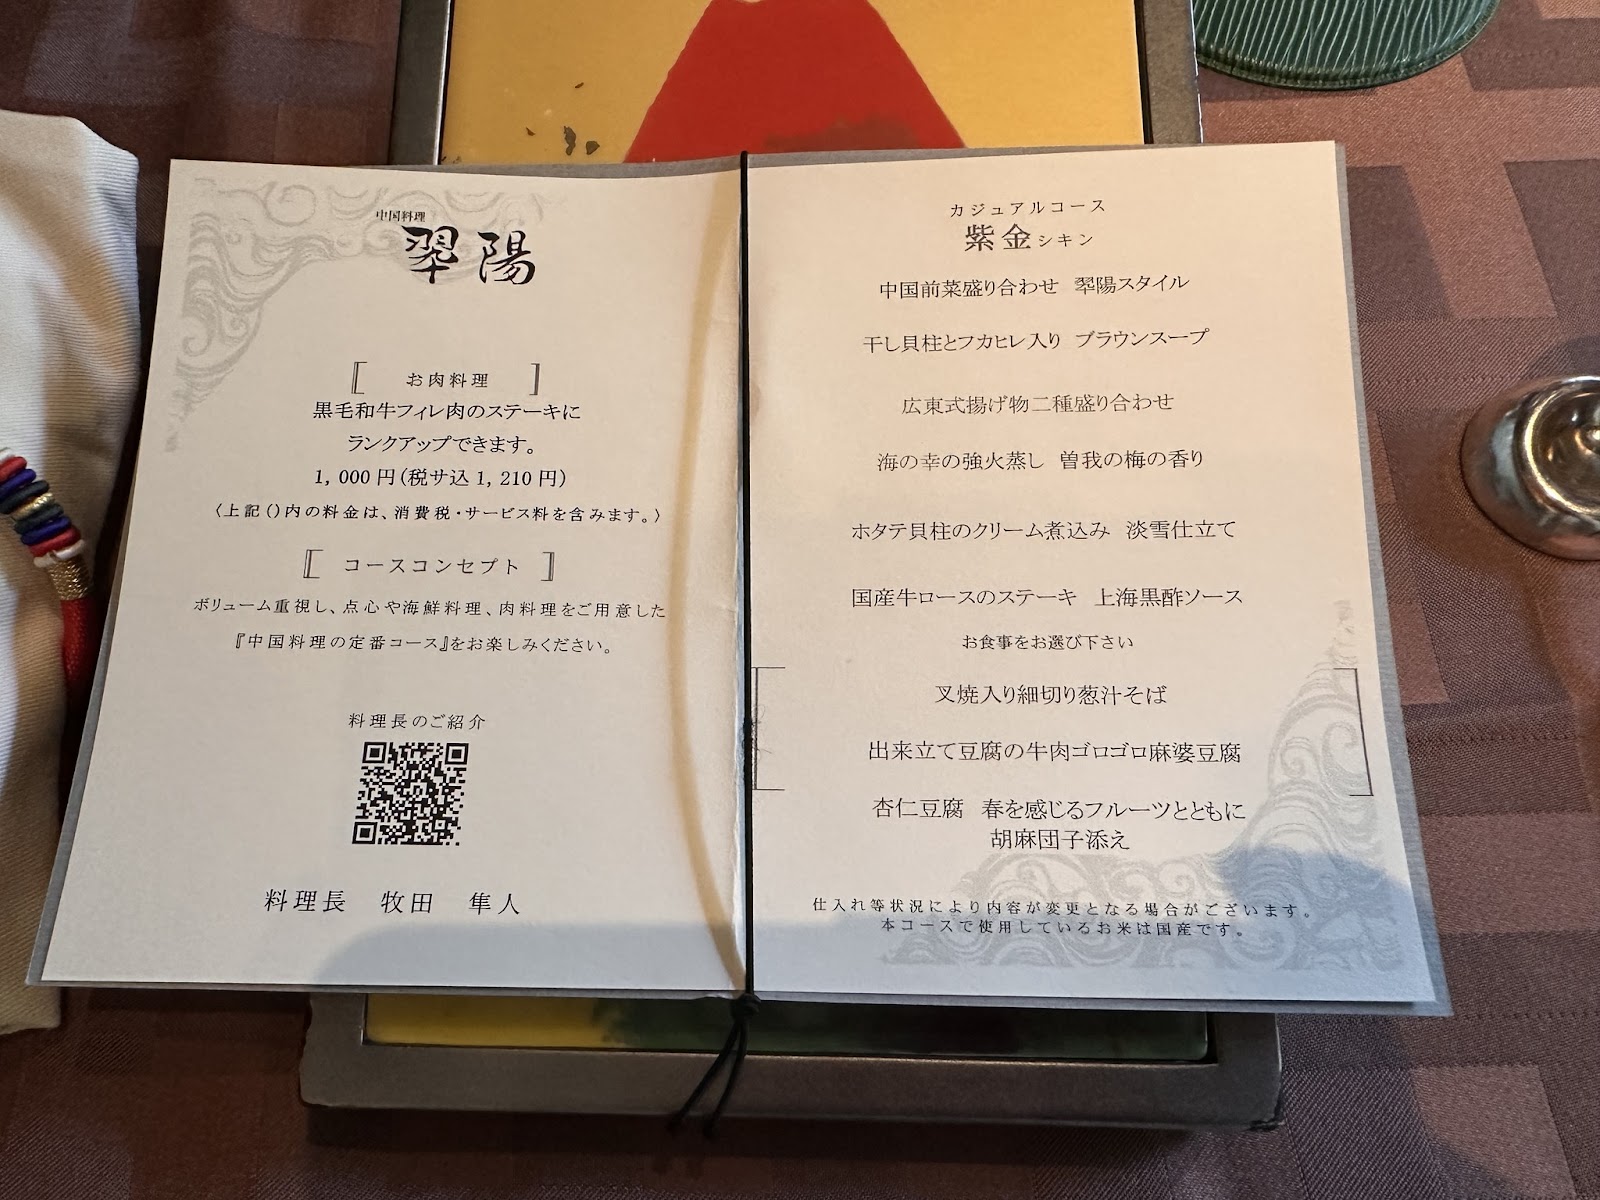 中国料理
翠陽
お肉料理
黒毛和牛フィレ肉のステーキに
ランクアップできます。
1,000円(税サ込1,210円)
〈上記()内の料金は、消費税・サービス料を含みます。〉
コースコンセプト
ボリューム重視し、点心や海鮮料理、肉料理をご用意した
『中国料理の定番コース』をお楽しみください。
料理長のご紹介
料理長 牧田 隼人
カジュアルコース
紫金シキン
中国前菜盛り合わせ 翠陽スタイル
干し貝柱とフカヒレ入り ブラウンスープ
広東式揚げ物二種盛り合わせ
海の幸の強火蒸し 曽我の梅の香り
ホタテ貝柱のクリーム煮込み 淡雪仕立て
国産牛ロースのステーキ 上海黒酢ソース
お食事をお選び下さい
叉焼入り細切り葱汁そば
出来立て豆腐の牛肉ゴロゴロ麻婆豆腐
杏仁豆腐 春を感じるフルーツとともに
胡麻団子添え
仕入れ等状況により内容が変更となる場合がございます。
本コースで使用しているお米は国産です。